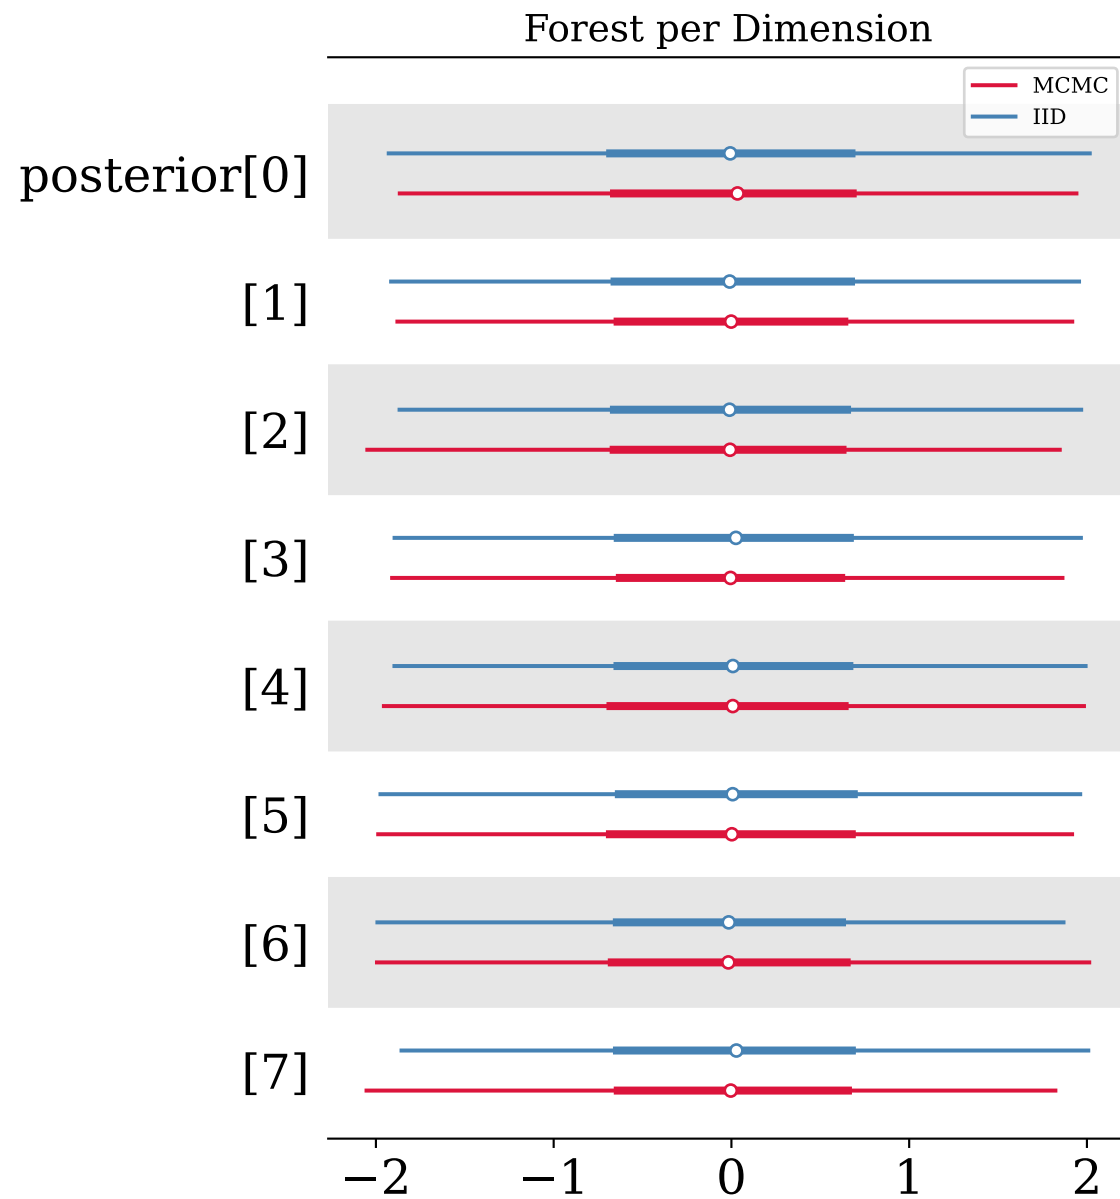 Forest per Dimension
MCMC
IID
posterior[0]
[1]
[2]
[3]
[4]
[5]
[6]
[7]
−2 −1 0 1 2